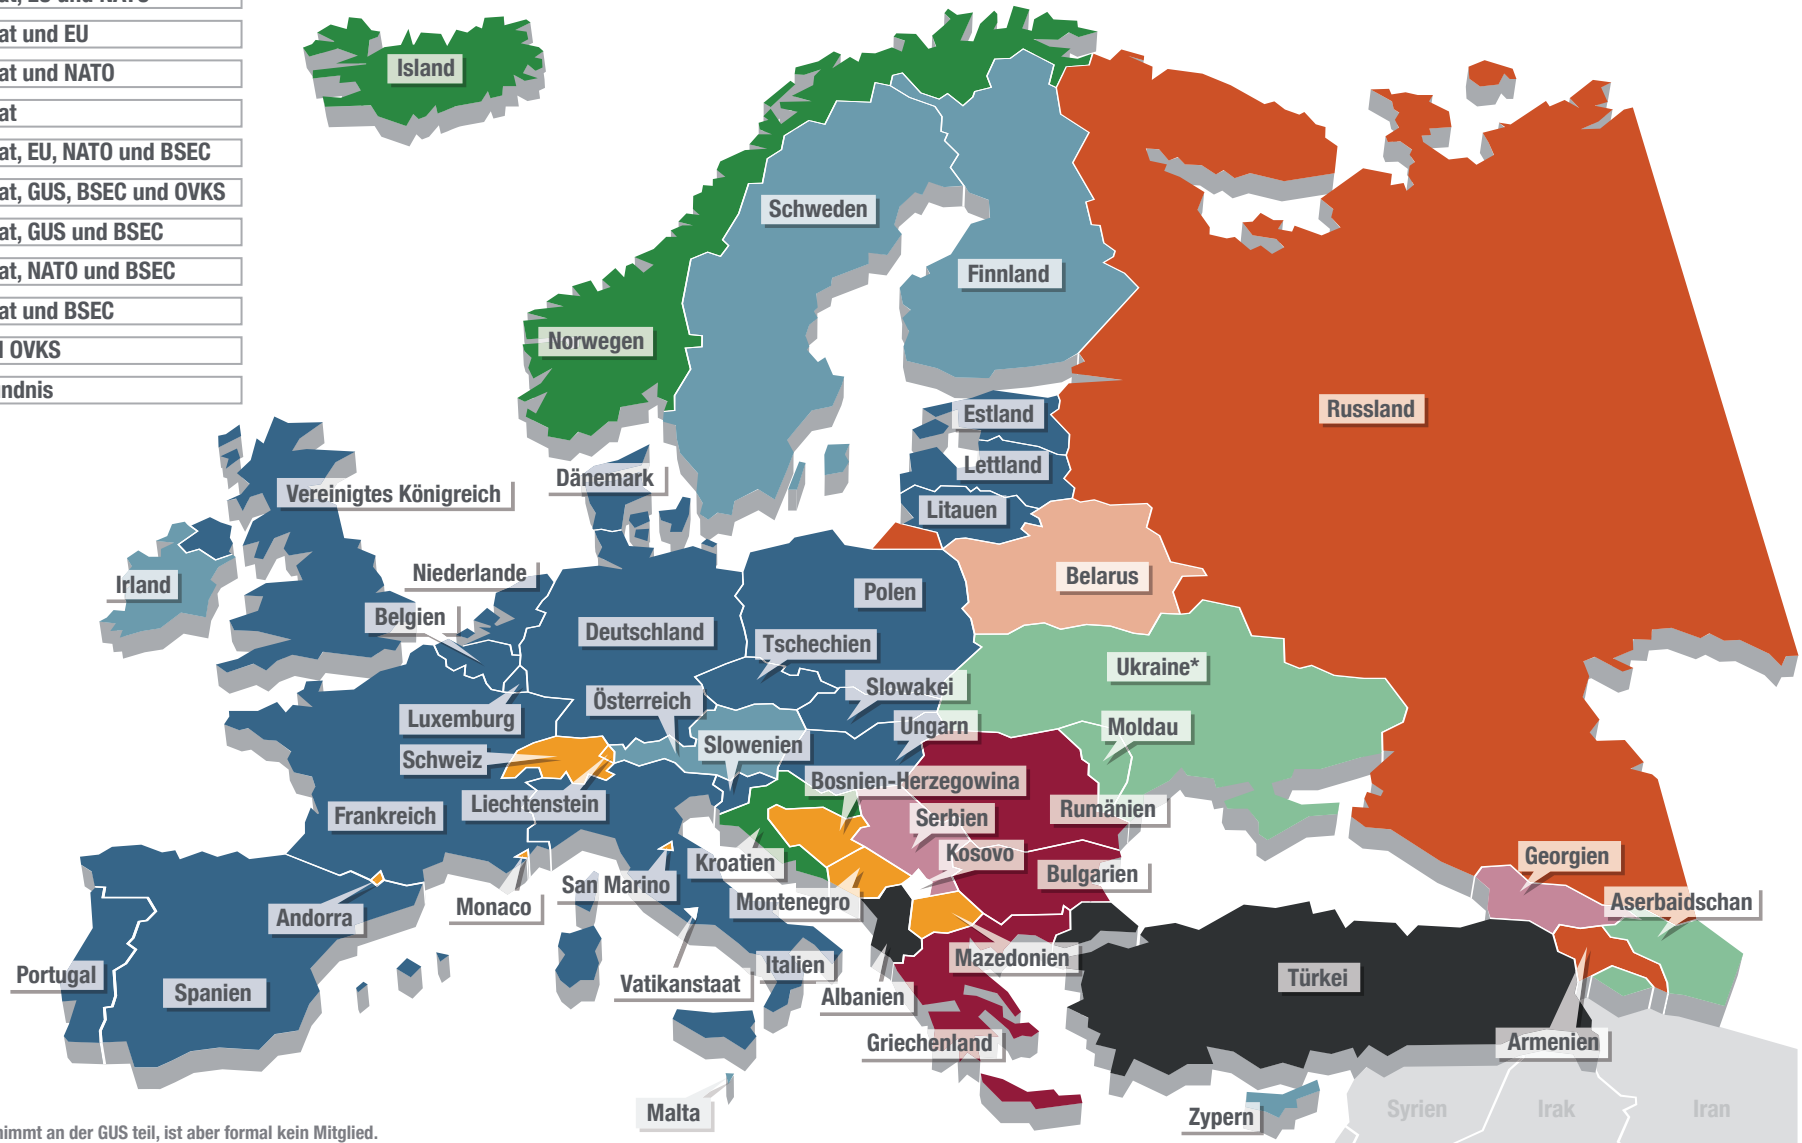 at, EU und NATO
at und EU
at und NATO
at
at, EU, NATO und BSEC
at, GUS, BSEC und OVKS
at, GUS und BSEC
at, NATO und BSEC
at und BSEC
OVKS
ndnis
Island
Schweden
Finnland
Norwegen
Russland
Estland
Lettland
Dänemark
Vereinigtes Königreich
Litauen
Niederlande
Irland
Belarus
Polen
Belgien
Deutschland
Tschechien
Ukraine*
Slowakei
Österreich
Luxemburg
Ungarn
Moldau
Slowenien
Schweiz
Bosnien-Herzegowina
Liechtenstein
Frankreich
Rumänien
Serbien
Kosovo
Georgien
Kroatien
Bulgarien
San Marino
Montenegro
Aserbaidschan
Monaco
Andorra
Mazedonien
Italien
Portugal
Türkei
Vatikanstaat
Spanien
Albanien
Griechenland
Armenien
Malta
Zypern
Syrien
Irak
Iran
nimmt an der GUS teil, ist aber formal kein Mitglied.